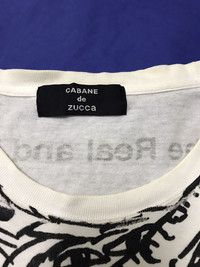 CABANE
de
zucca
e Real and